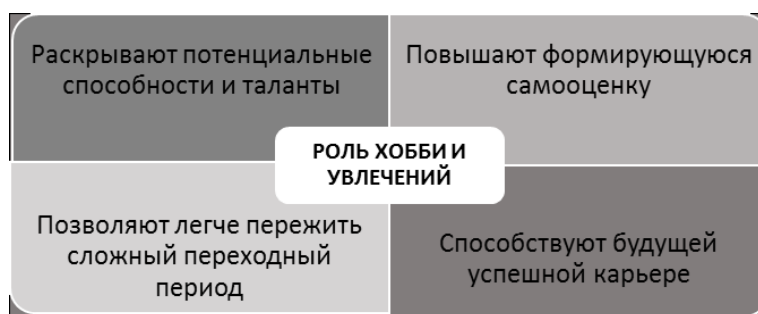 Раскрывают потенциальные
способности и таланты
Повышают формирующуюся
самооценку
РОЛЬ ХОББИ И
УВЛЕЧЕНИЙ
Позволяют легче пережить
сложный переходный
период
Способствуют будущей
успешной карьере